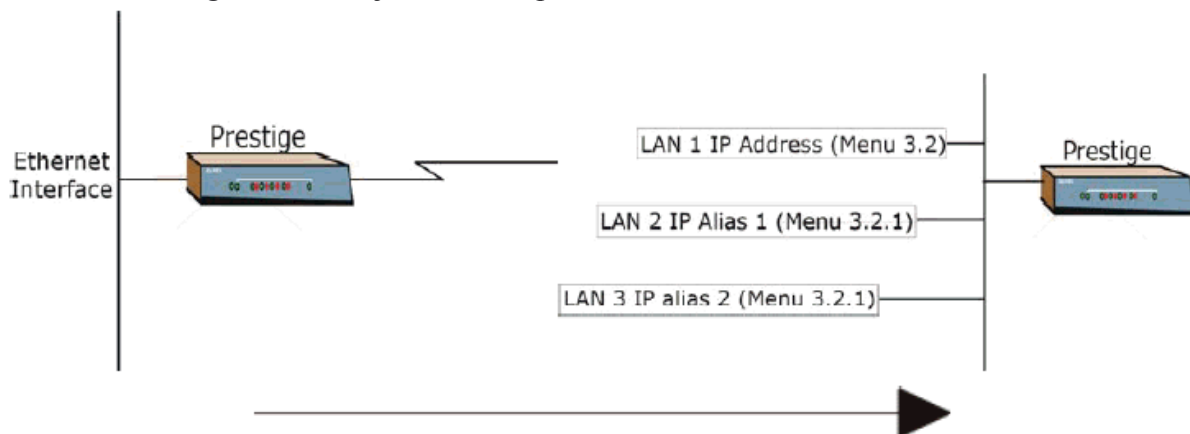 Prestige
Ethernet
Interface
LAN 1 IP Address (Menu 3.2)
LAN 2 IP Alias 1 (Menu 3.2.1)
LAN 3 IP alias 2 (Menu 3.2.1)
Prestige